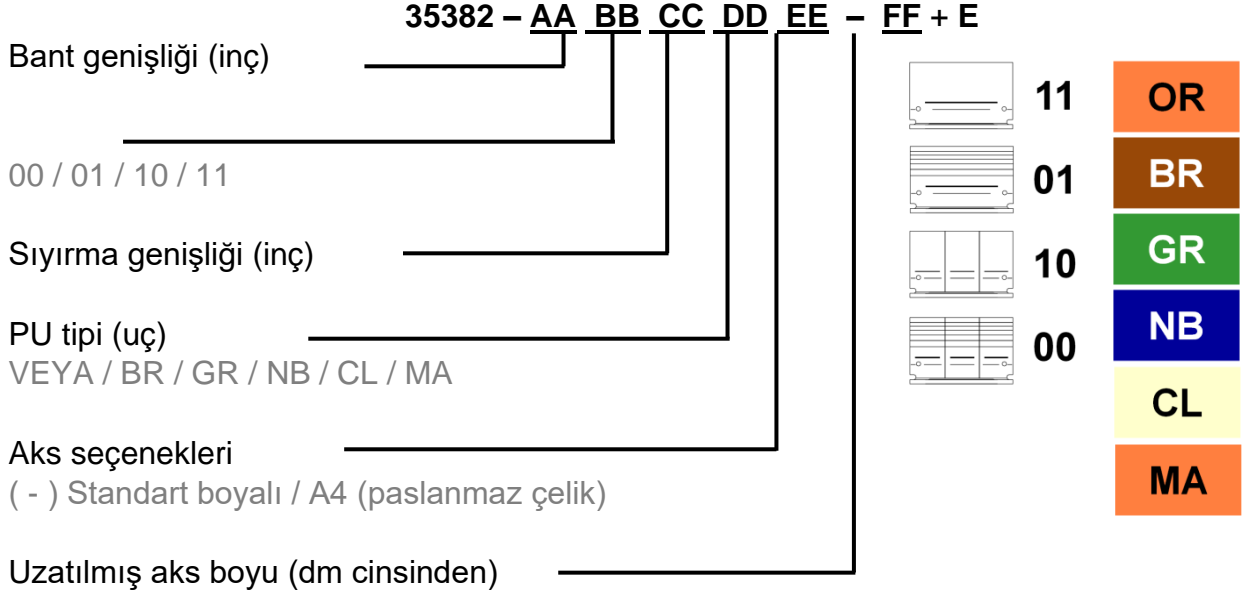 35382 – AA BB CC DD EE – FF + E
Bant genişliği (inç)
00 / 01 / 10 / 11
Sıyırma genişliği (inç)
PU tipi (uç)
VEYA / BR / GR / NB / CL / MA
Aks seçenekleri
( - ) Standart boyalı / A4 (paslanmaz çelik)
Uzatılmış aks boyu (dm cinsinden)
11
01
10
00
OR
BR
GR
NB
CL
MA